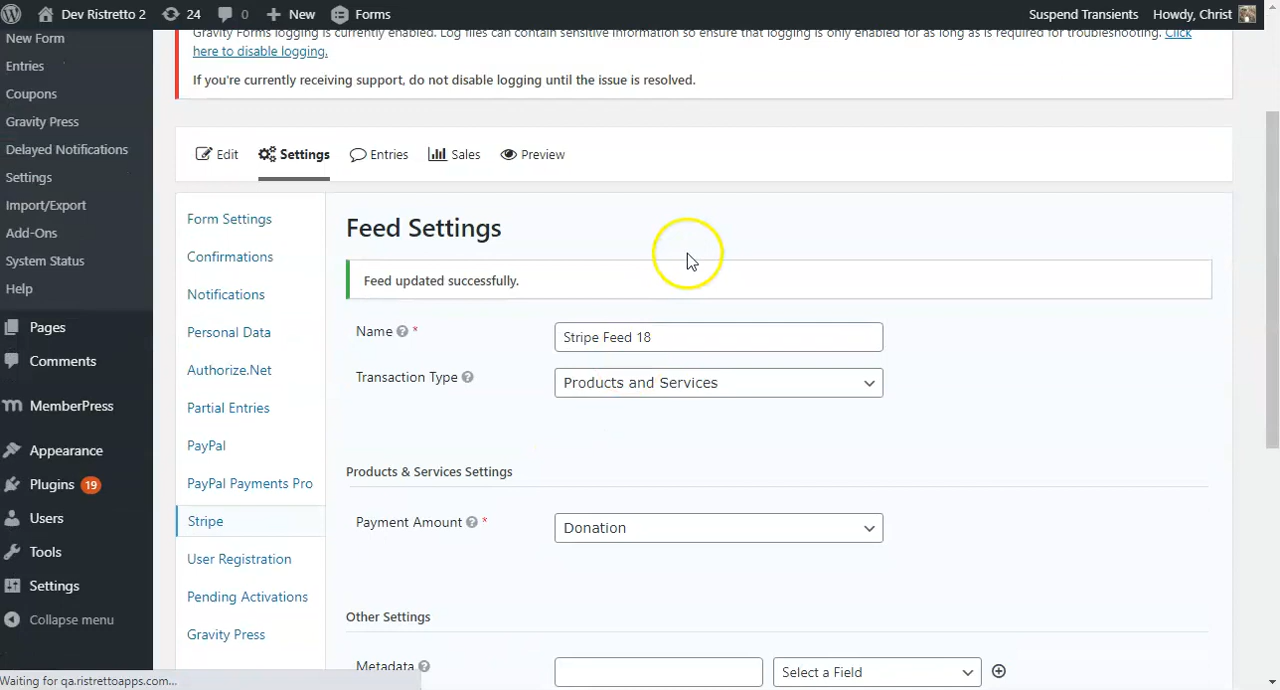 Dev Ristretto 2 24 0 New Forms Suspend Transients Howdy, Christ
New Form
Entries
Coupons
Gravity Press
Delayed Notifications
Settings
Import/Export
Add-Ons
System Status
Help
Pages
Comments
MemberPress
Appearance
Plugins 19
Users
Tools
Settings
Collapse menu
Waiting for qa.ristrettoapps.com...
Gravity Forms logging is currently enabled. Log files can contain sensitive information so ensure that logging is only enabled for as long as is required for troubleshooting. Click
here to disable logging.
If you're currently receiving support, do not disable logging until the issue is resolved.
Edit Settings Entries Sales Preview
Form Settings
Confirmations
Notifications
Personal Data
Authorize.Net
Partial Entries
PayPal
PayPal Payments Pro
Stripe
User Registration
Pending Activations
Gravity Press
Feed Settings
Feed updated successfully.
Name * Stripe Feed 18
Transaction Type Products and Services
Products & Services Settings
Payment Amount * Donation
Other Settings
Metadata Select a Field